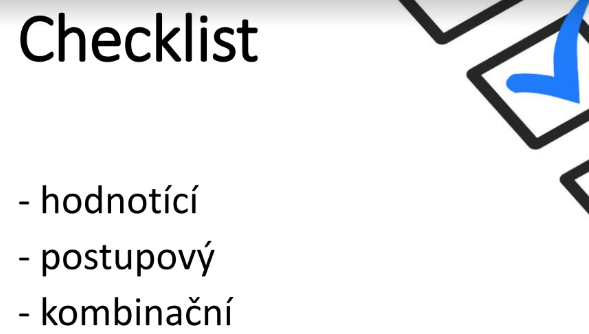 Checklist
- hodnotící
- postupový
- kombinační